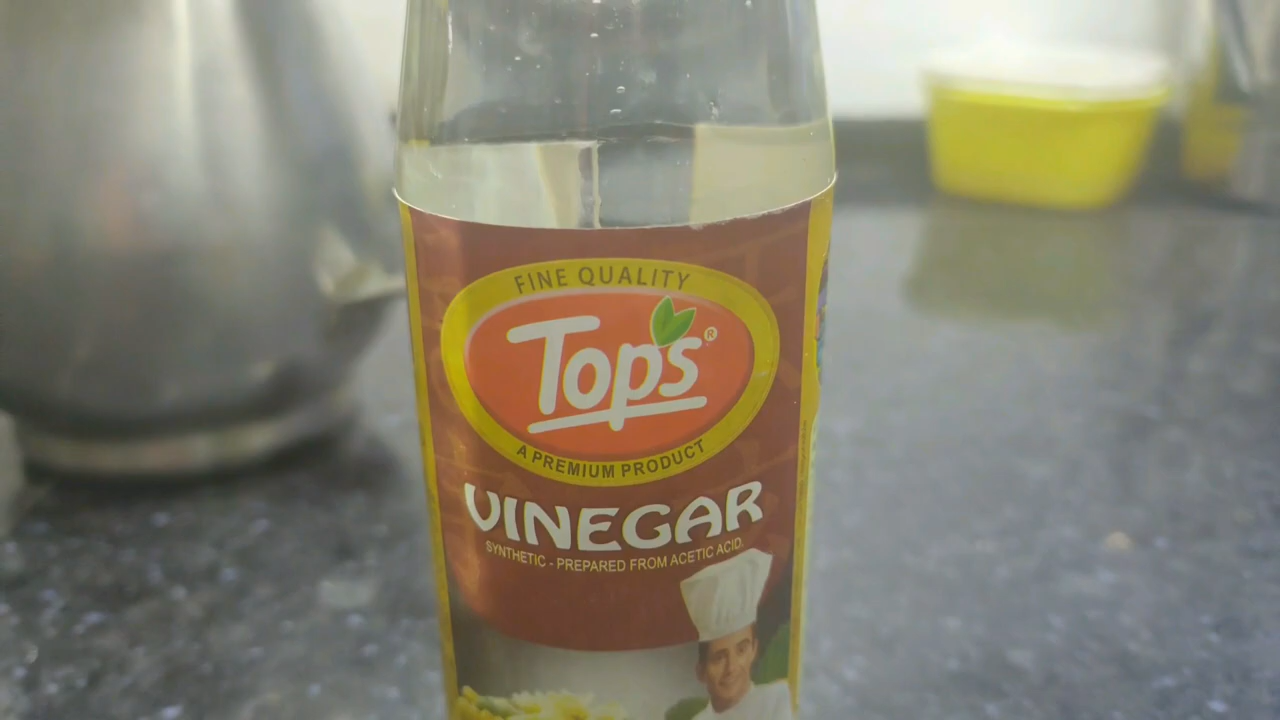 FINE QUALITY
Tops®
A PREMIUM PRODUCT
VINEGAR
SYNTHETIC - PREPARED FROM ACETIC ACID.